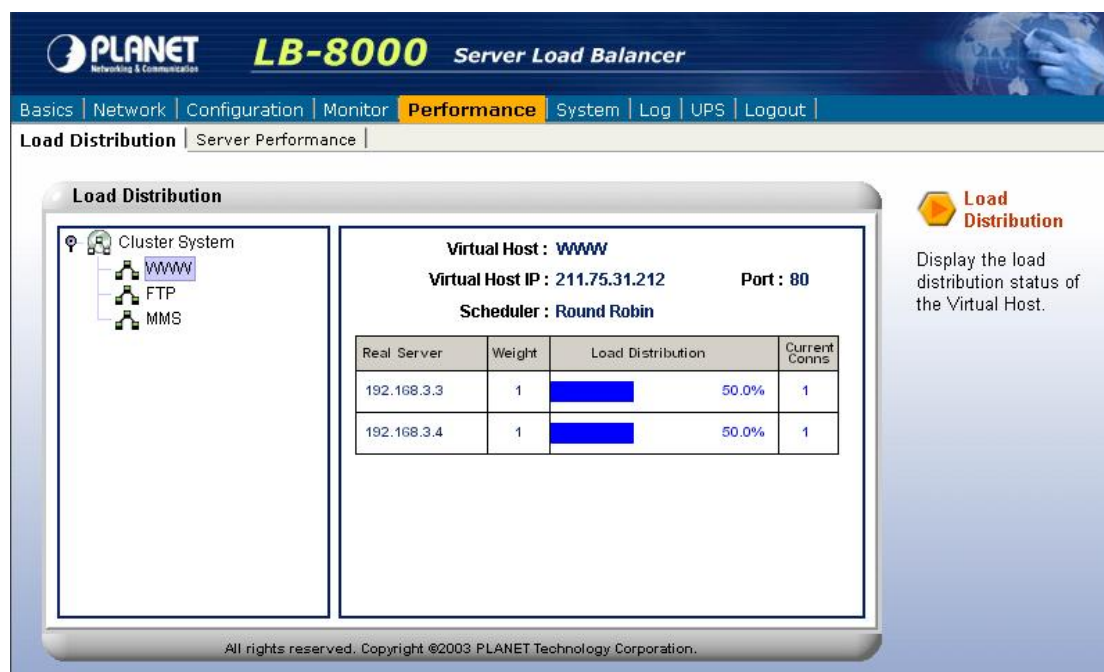 PLANET
Networking & Communication
LB-8000 Server Load Balancer
Basics | Network | Configuration | Monitor | Performance | System | Log | UPS | Logout |
Load Distribution | Server Performance |
Load Distribution
Cluster System
WWW
FTP
MMS
Virtual Host : WWW
Virtual Host IP : 211.75.31.212 Port : 80
Scheduler : Round Robin
Real Server Weight Load Distribution Current Conns
192.168.3.3 1 50.0% 1
192.168.3.4 1 50.0% 1
Load
Distribution
Display the load
distribution status of
the Virtual Host.
All rights reserved. Copyright ©2003 PLANET Technology Corporation.